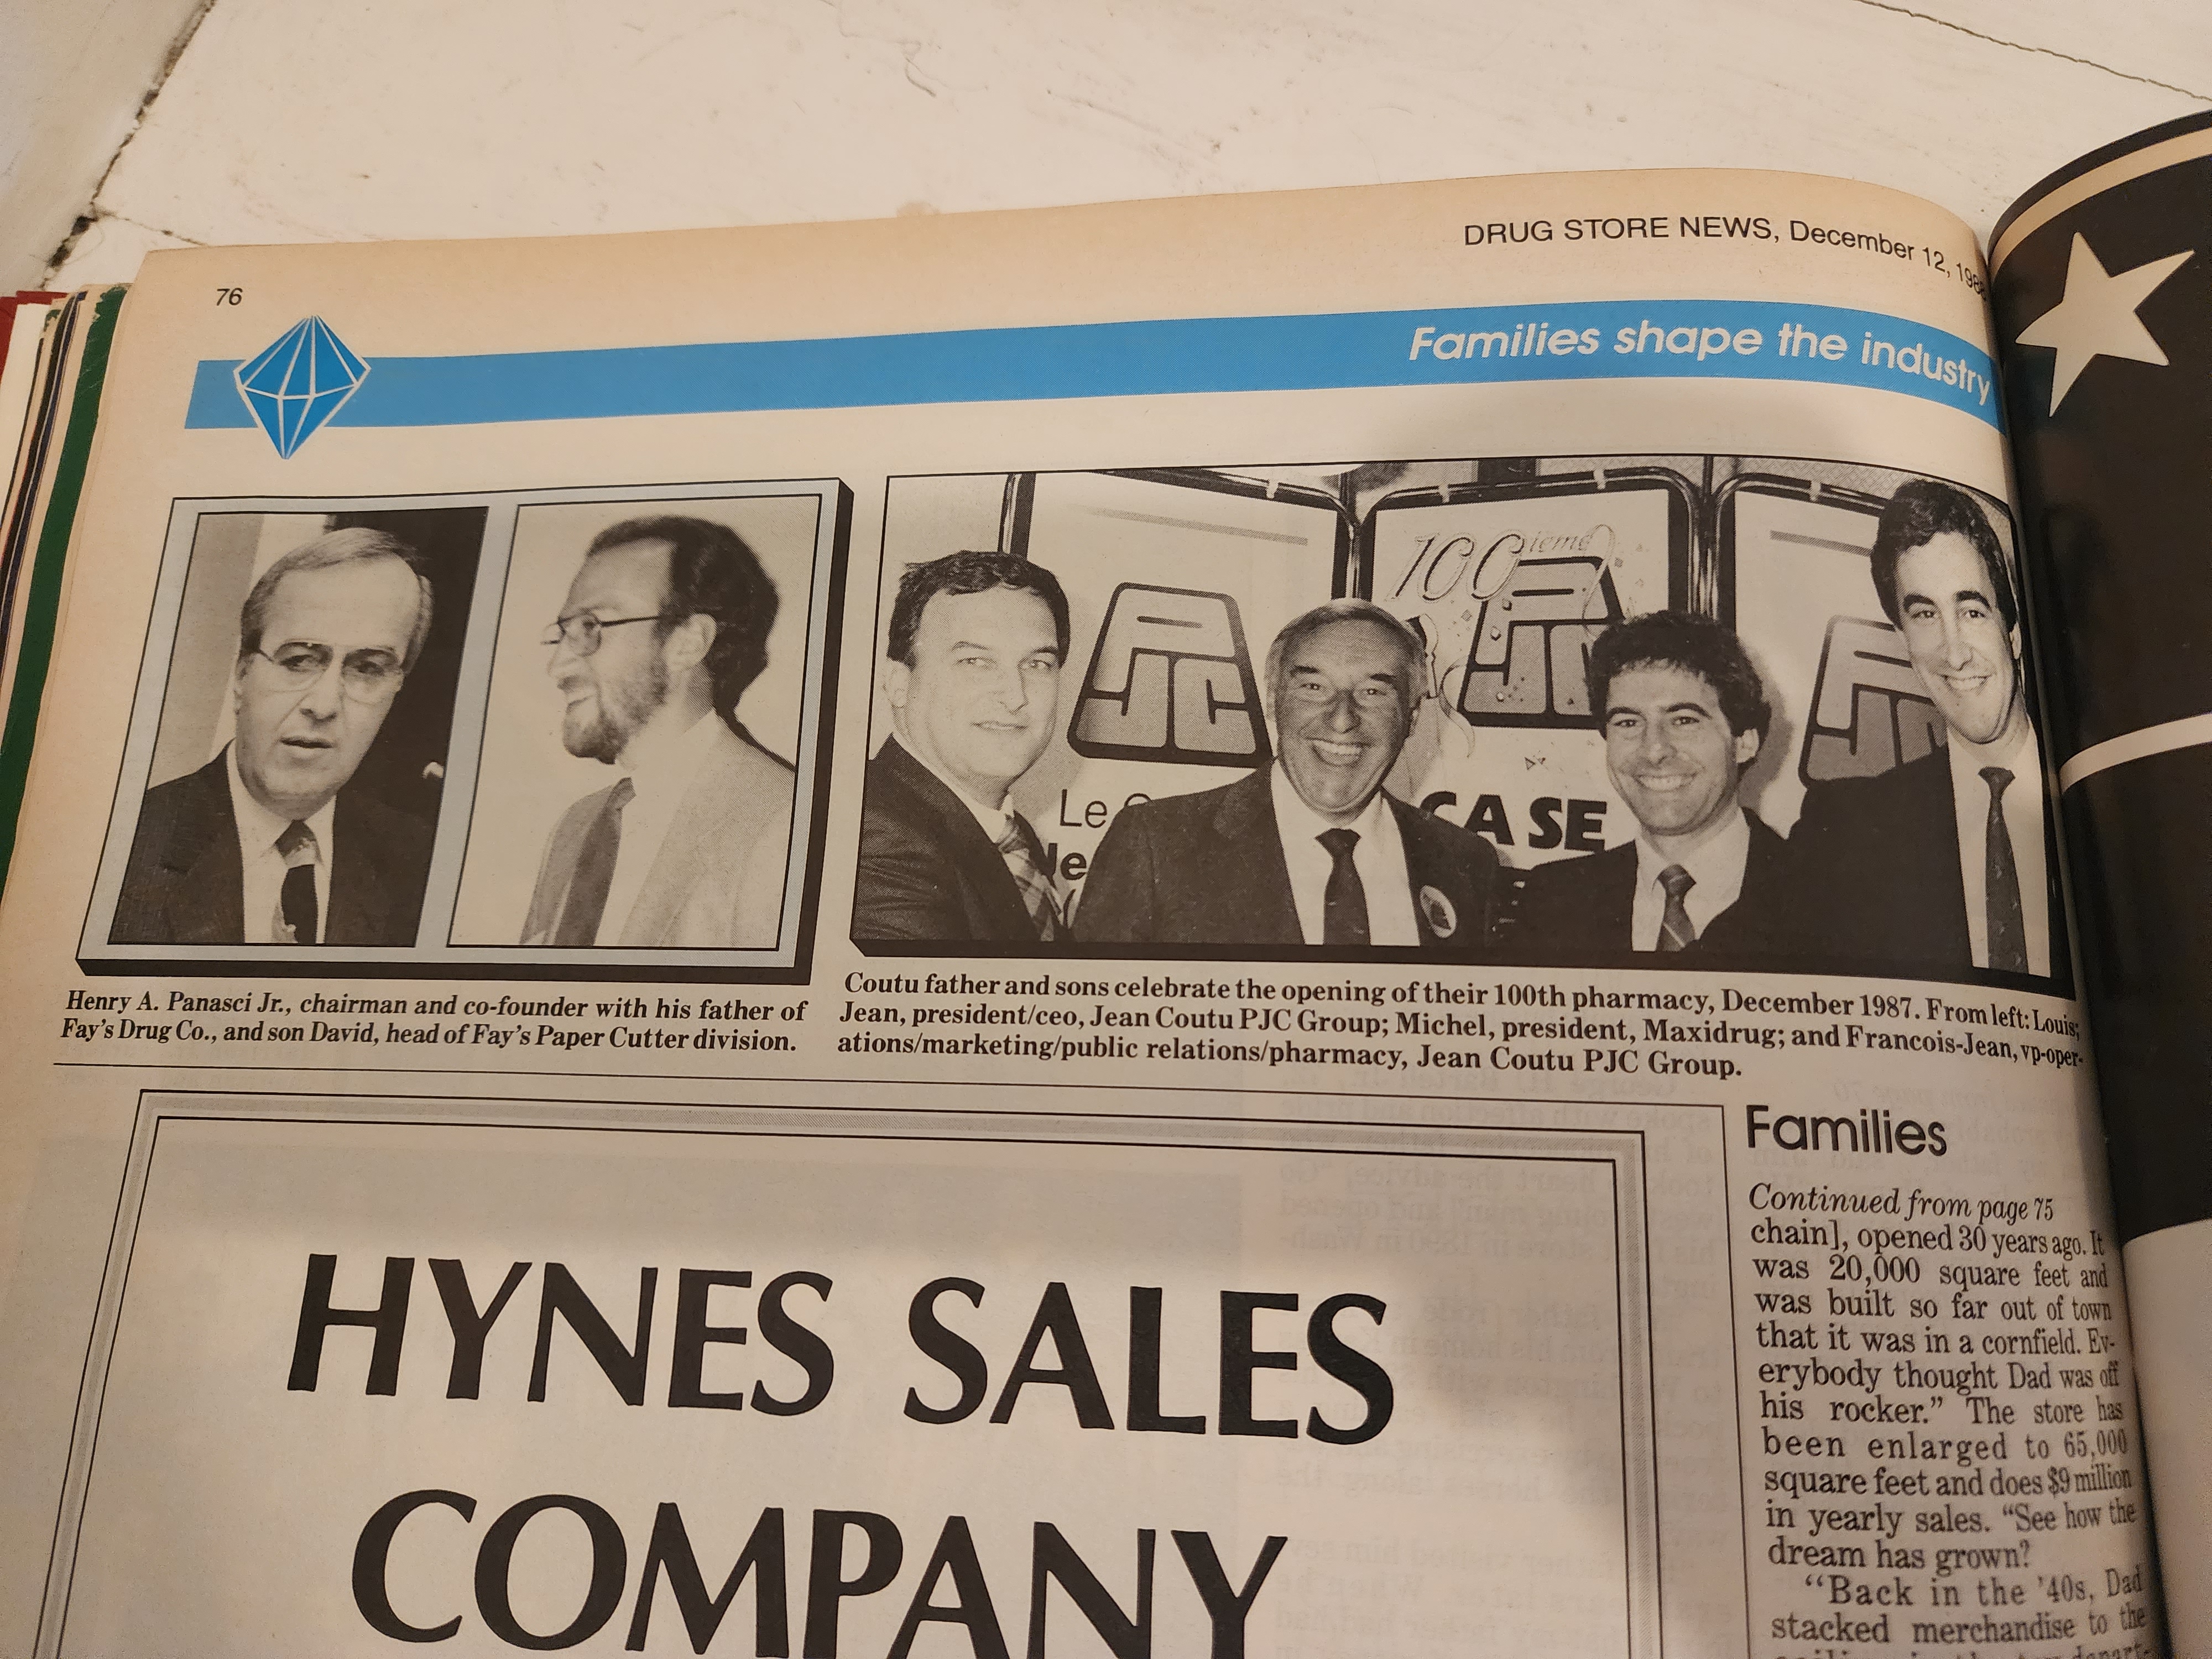 DRUG STORE NEWS, December 12, 198
76
Families shape the industry
100ième
PJC
PJC
PJC
Le
Je
CASE
Henry A. Panasci Jr., chairman and co-founder with his father of
Fay's Drug Co., and son David, head of Fay's Paper Cutter division.
Coutu father and sons celebrate the opening of their 100th pharmacy, December 1987. From left: Louis;
Jean, president/ceo, Jean Coutu PJC Group; Michel, president, Maxidrug; and Francois-Jean, vp-oper-
ations/marketing/public relations/pharmacy, Jean Coutu PJC Group.
HYNES SALES
COMPANY
Families
Continued from page 75
chain], opened 30 years ago. It
was 20,000 square feet and
was built so far out of town
that it was in a cornfield. Ev-
erybody thought Dad was off
his rocker.” The store has
been enlarged to 65,000
square feet and does $9 million
in yearly sales. “See how the
dream has grown?
“Back in the '40s, Dad
stacked merchandise to the